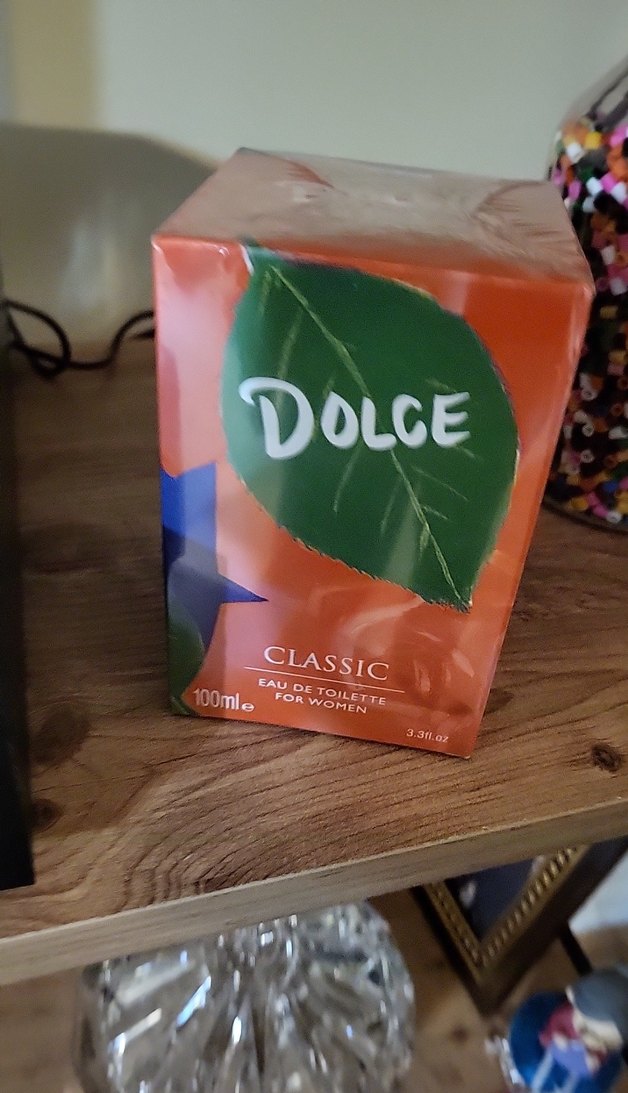 DOLCE
CLASSIC
EAU DE TOILETTE
FOR WOMEN
100ml e
3.3fl.oz